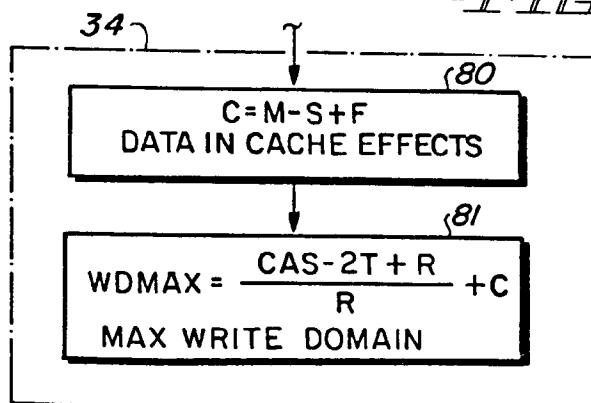 34
80
C=M-S+F
DATA IN CACHE EFFECTS
81
WDMAX = CAS-2T+R / R +C
MAX WRITE DOMAIN